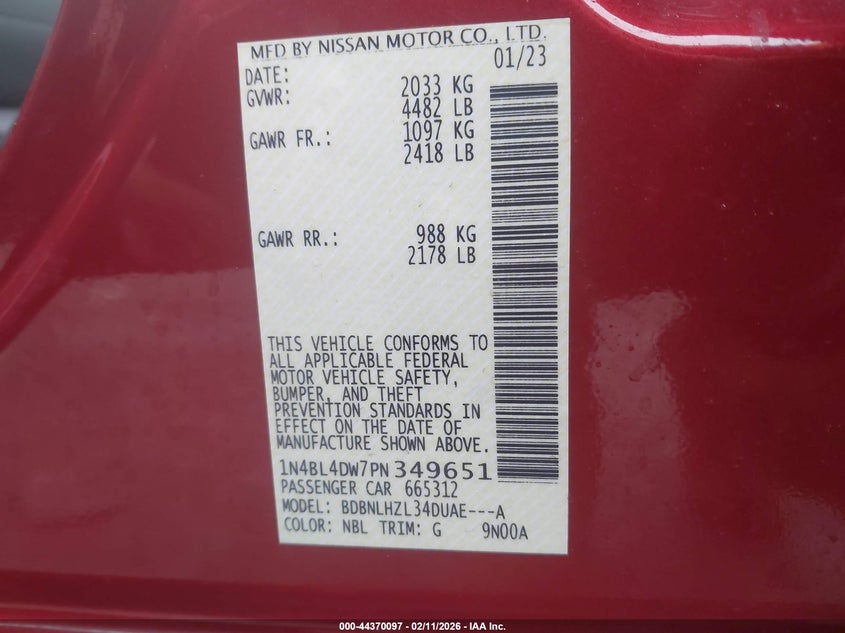 MFD BY NISSAN MOTOR CO., LTD.
DATE: 01/23
GVWR: 2033 KG
4482 LB
GAWR FR.: 1097 KG
2418 LB
GAWR RR.: 988 KG
2178 LB
THIS VEHICLE CONFORMS TO
ALL APPLICABLE FEDERAL
MOTOR VEHICLE SAFETY,
BUMPER, AND THEFT
PREVENTION STANDARDS IN
EFFECT ON THE DATE OF
MANUFACTURE SHOWN ABOVE.
1N4BL4DW7PN349651
PASSENGER CAR 665312
MODEL: BDBNLHZL34DUAE---A
COLOR: NBL TRIM: G 9N00A
000-44370097 - 02/11/2026 - IAA Inc.